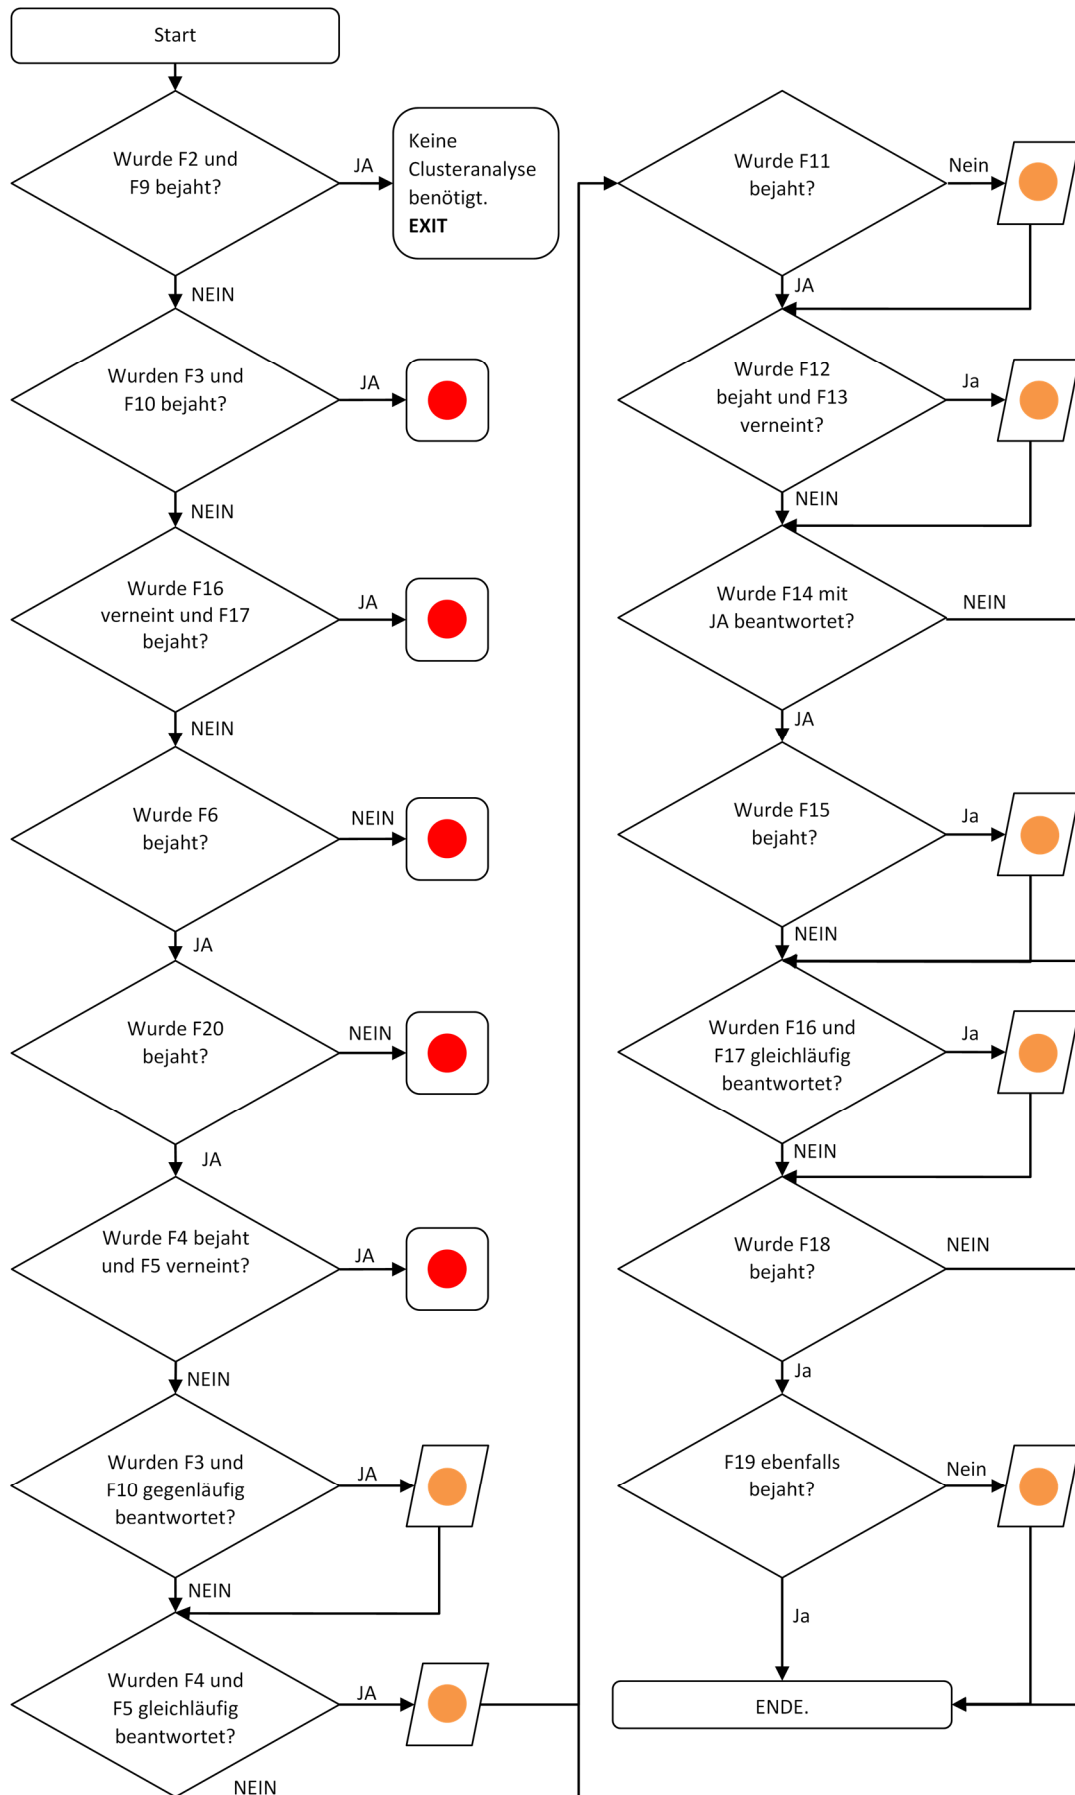 Start
Wurde F2 und
F9 bejaht?
JA
Keine
Clusteranalyse
benötigt.
EXIT
NEIN
Wurden F3 und
F10 bejaht?
JA
NEIN
Wurde F16
verneint und F17
bejaht?
JA
NEIN
Wurde F6
bejaht?
NEIN
JA
Wurde F20
bejaht?
NEIN
JA
Wurde F4 bejaht
und F5 verneint?
JA
NEIN
Wurden F3 und
F10 gegenläufig
beantwortet?
JA
NEIN
Wurden F4 und
F5 gleichläufig
beantwortet?
JA
NEIN
Wurde F11
bejaht?
Nein
JA
Wurde F12
bejaht und F13
verneint?
Ja
NEIN
Wurde F14 mit
JA beantwortet?
NEIN
JA
Wurde F15
bejaht?
Ja
NEIN
Wurden F16 und
F17 gleichläufig
beantwortet?
Ja
NEIN
Wurde F18
bejaht?
NEIN
Ja
F19 ebenfalls
bejaht?
Nein
Ja
ENDE.